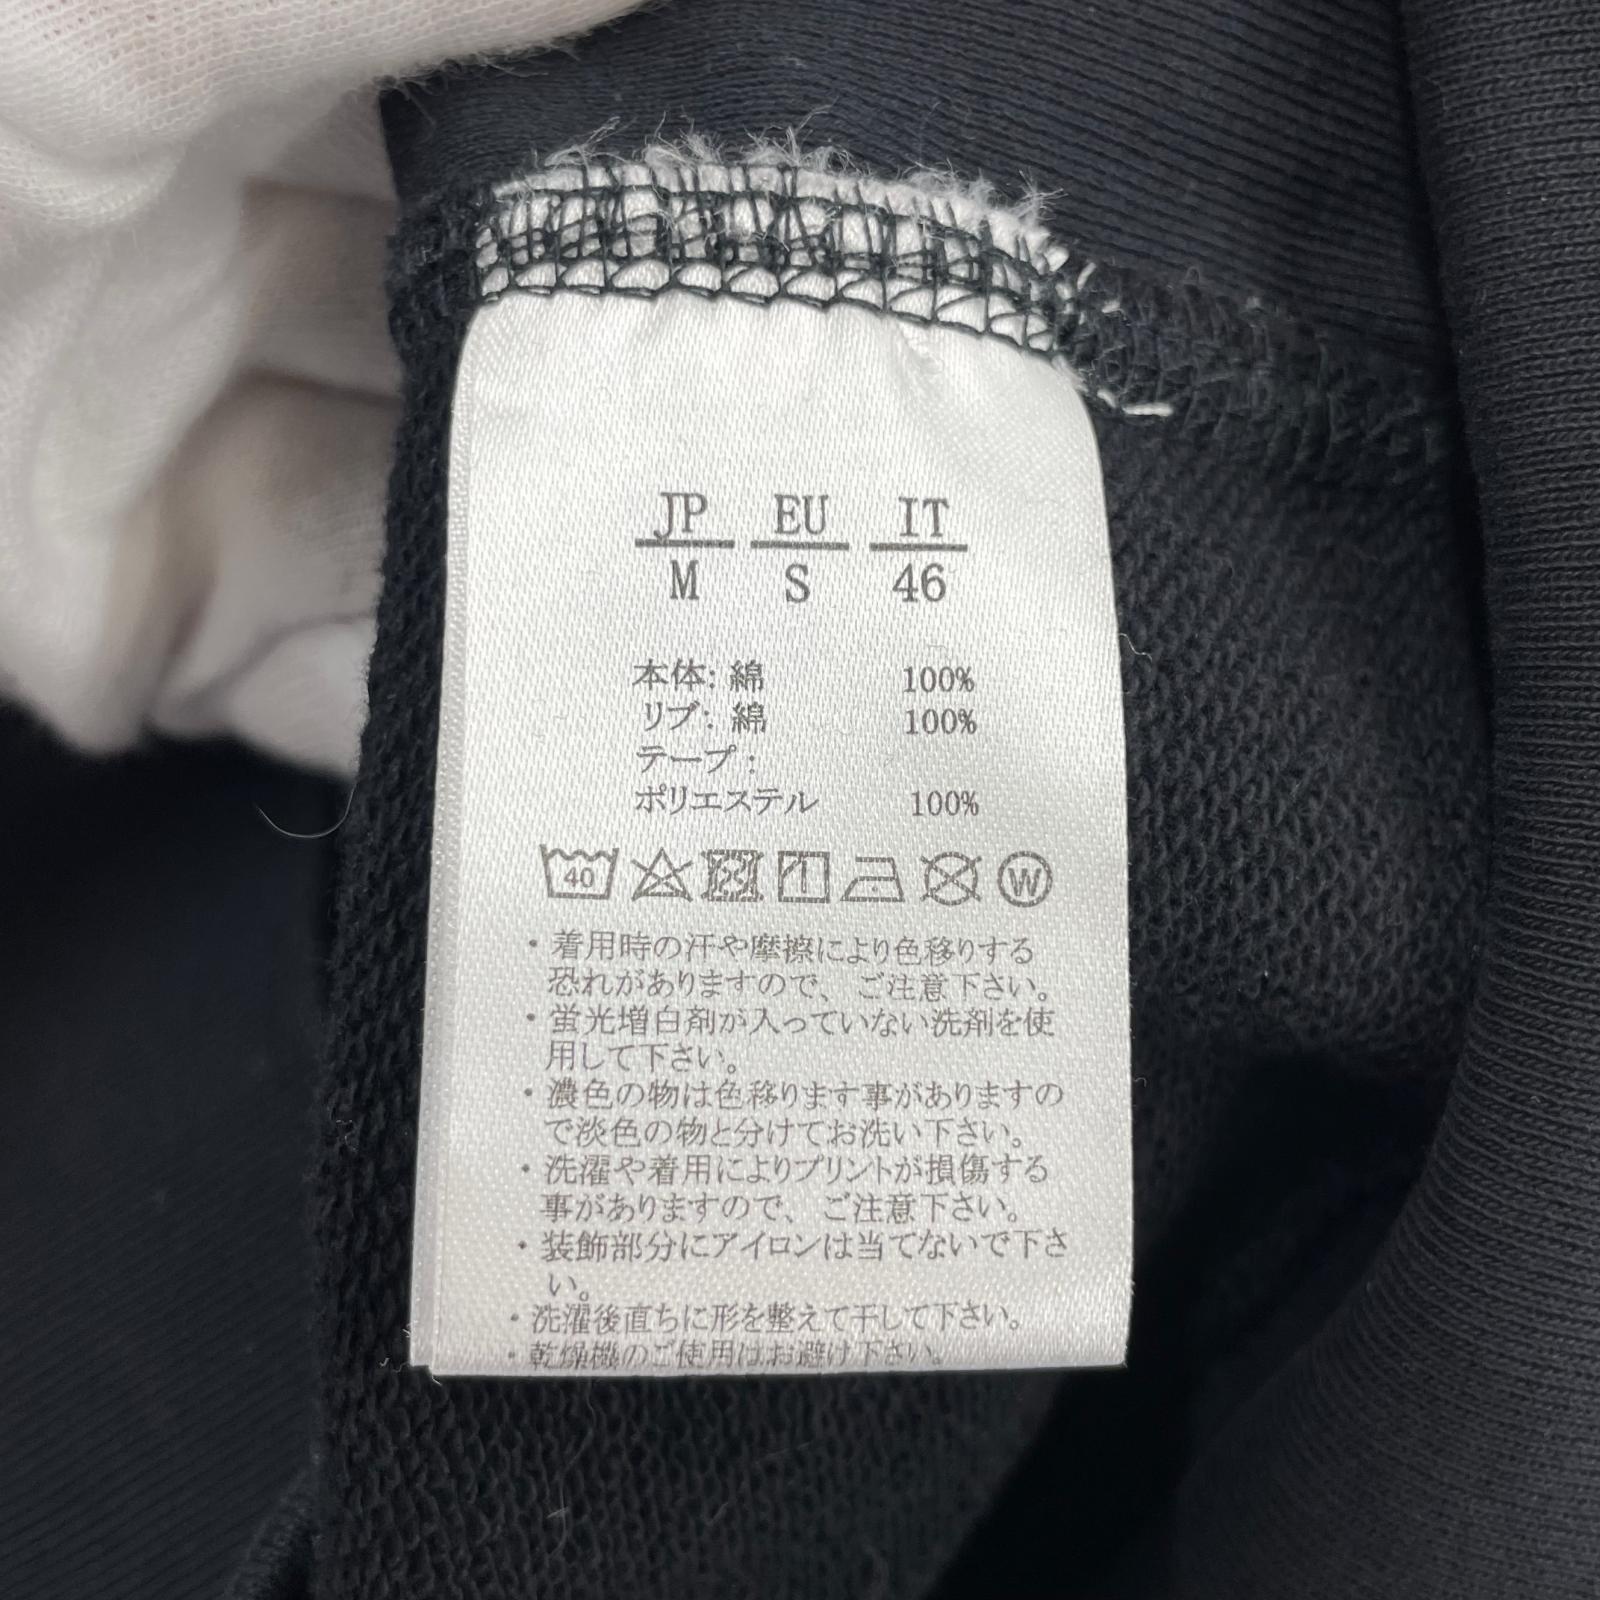 JP EU IT
M S 46
本体: 綿 100%
リブ: 綿 100%
テープ:
ポリエステル 100%
40 W
・着用時の汗や摩擦により色移りする
恐れがありますので、ご注意下さい。
・蛍光増白剤が入っていない洗剤を使
用して下さい。
・濃色の物は色移ります事がありますの
で淡色の物と分けてお洗い下さい。
・洗濯や着用によりプリントが損傷する
事がありますので、ご注意下さい。
・装飾部分にアイロンは当てないで下さ
い。
・洗濯後直ちに形を整えて干して下さい。
・乾燥機のご使用はお避け下さい。